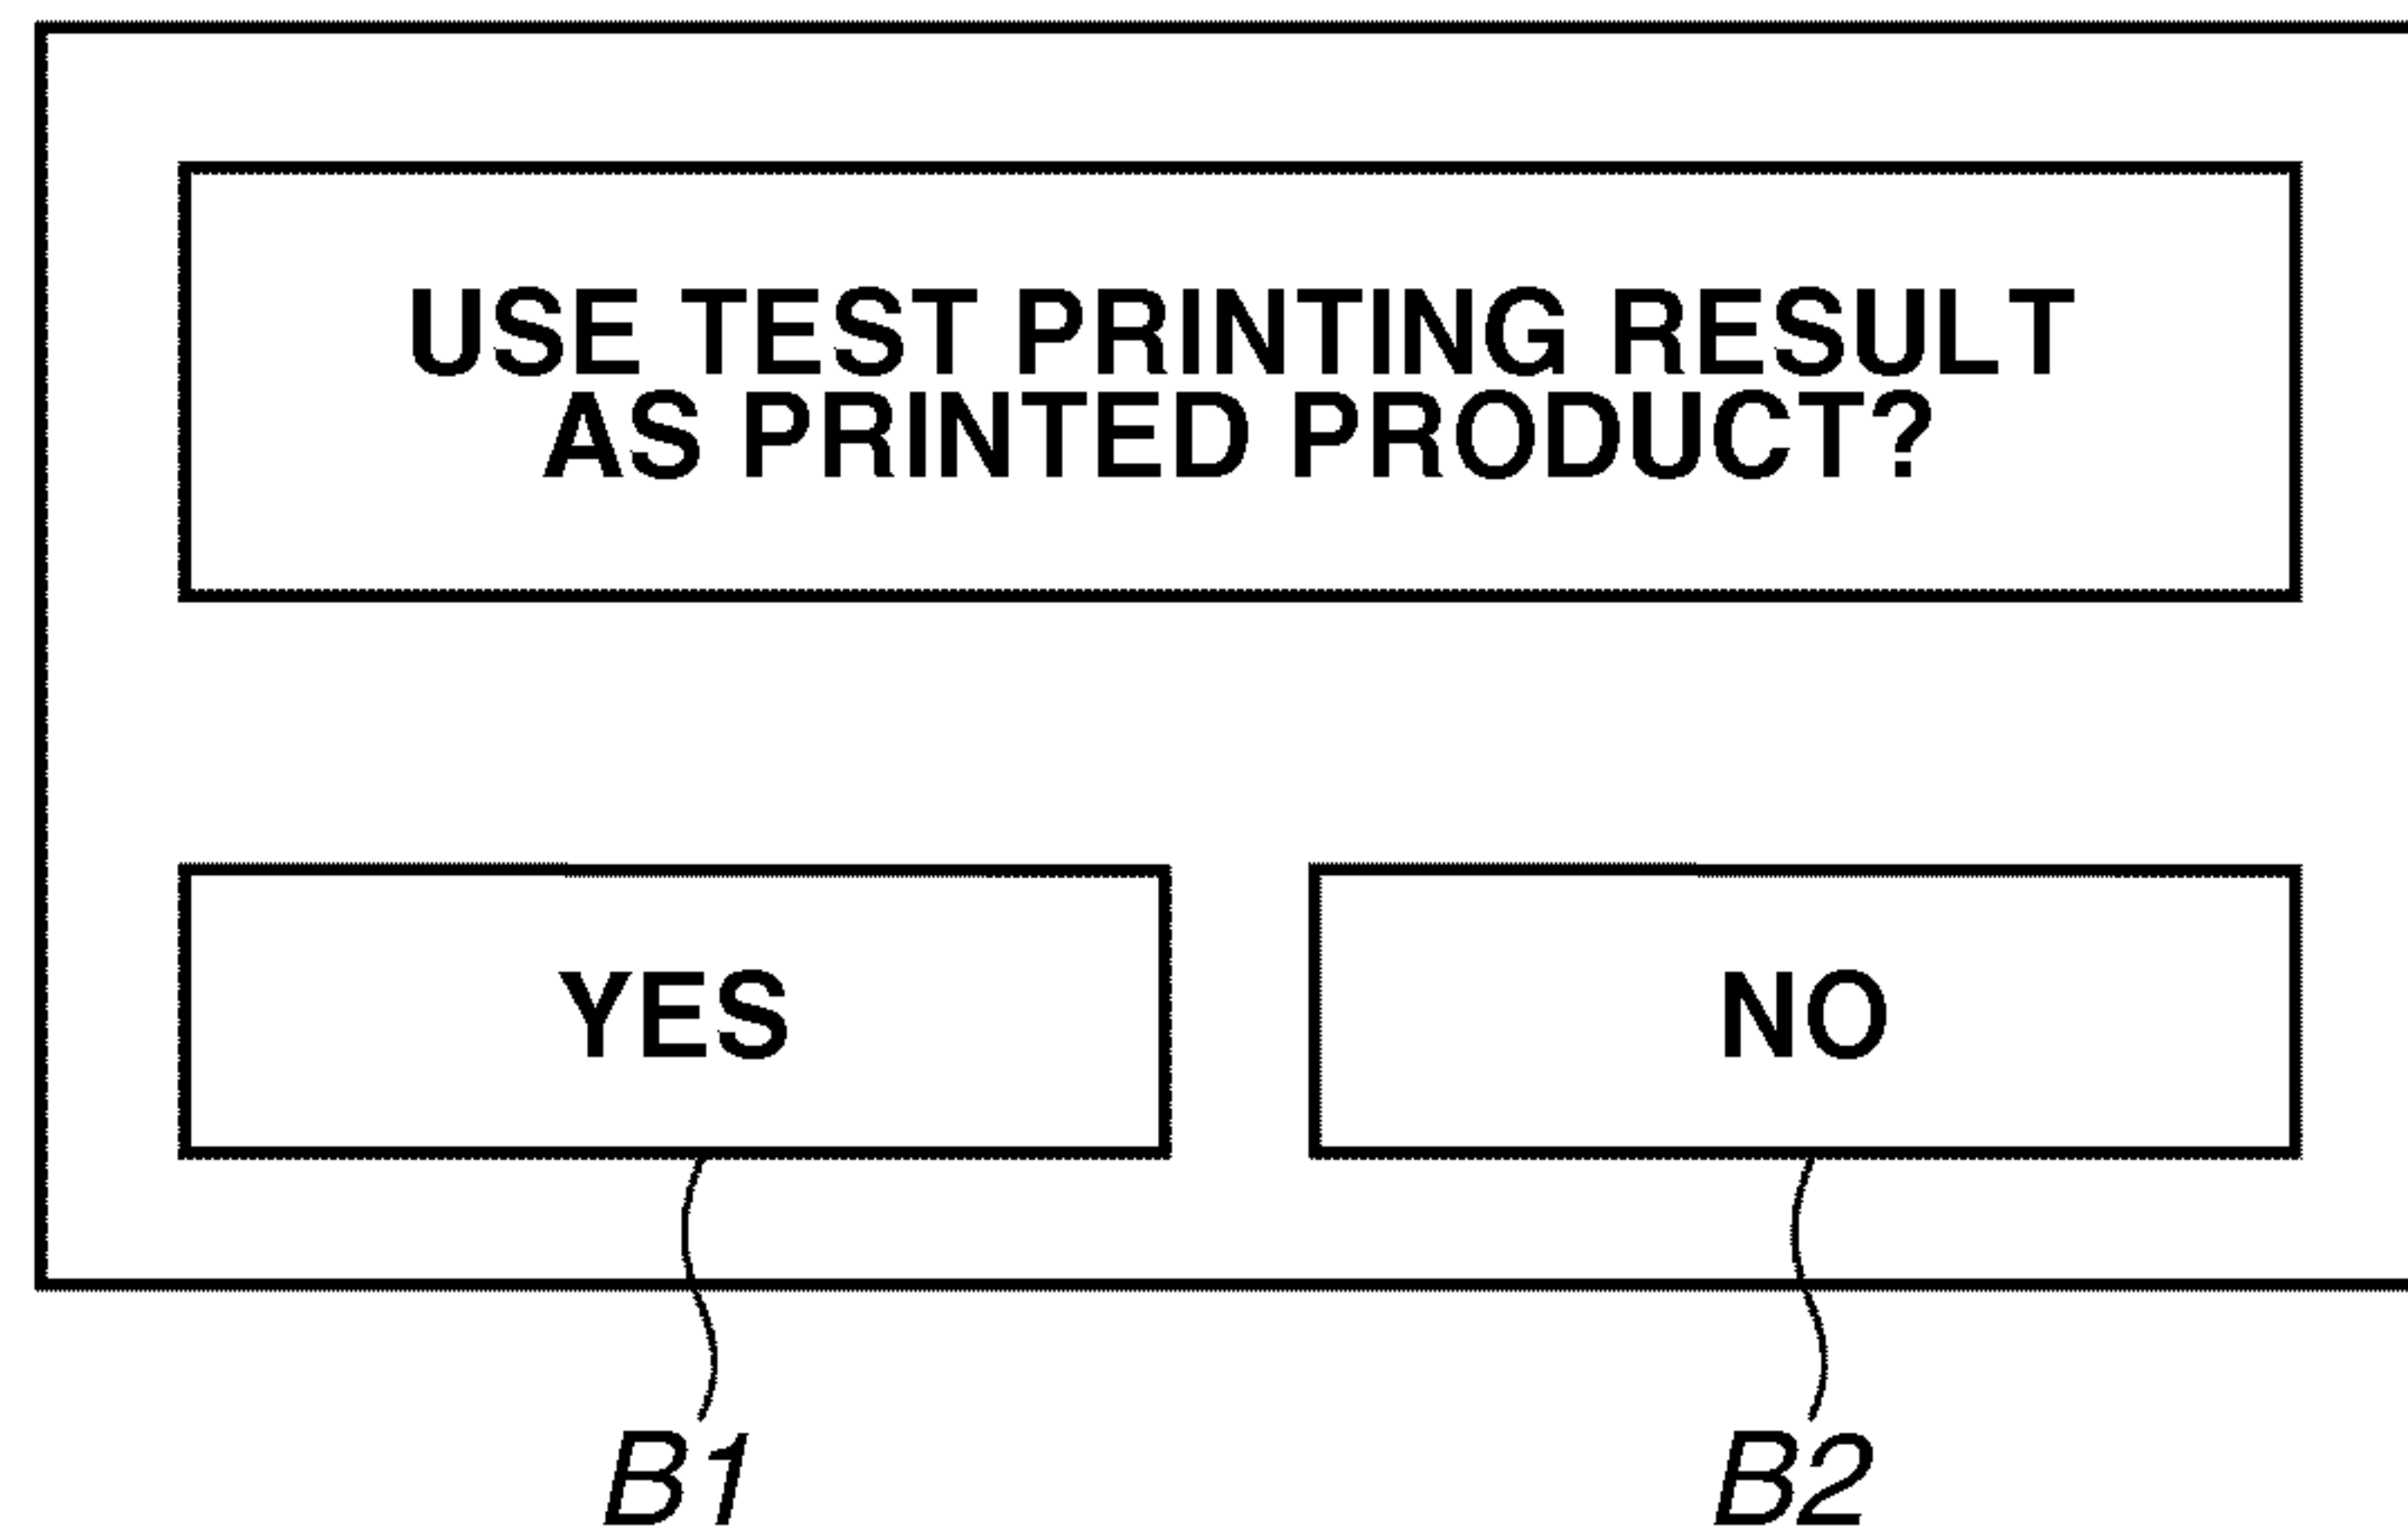 USE TEST PRINTING RESULT
AS PRINTED PRODUCT?
YES NO
B1 B2